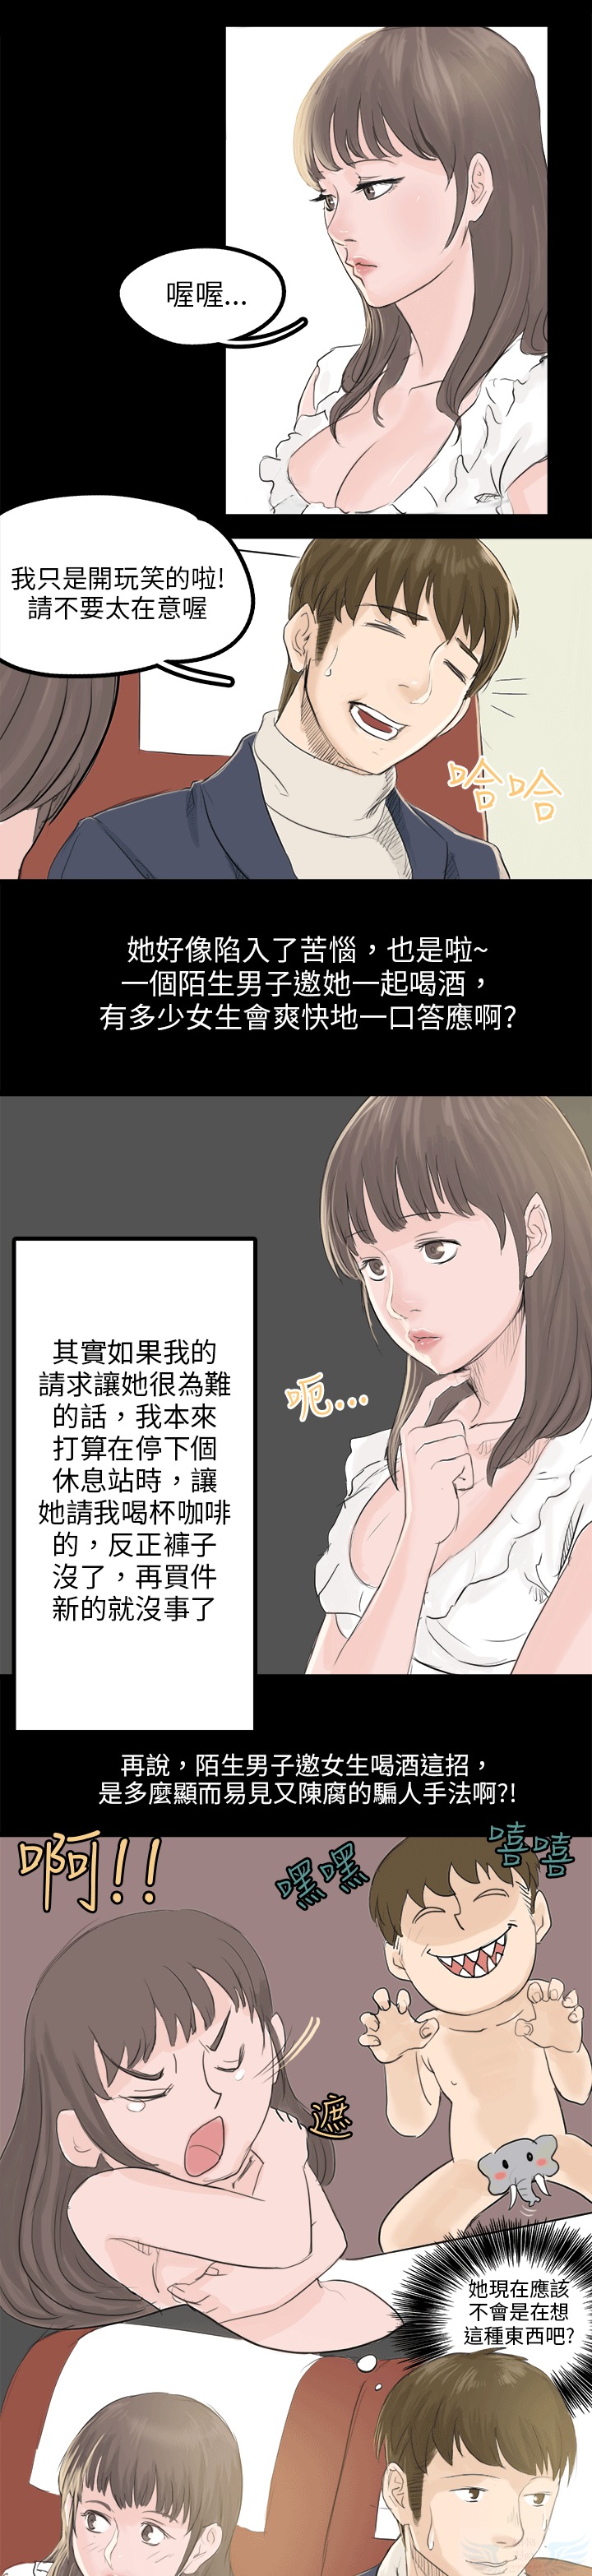 喔喔...
我只是開玩笑的啦!
請不要太在意喔
哈哈
她好像陷入了苦惱，也是啦~
一個陌生男子邀她一起喝酒，
有多少女生會爽快地一口答應啊?
其實如果我的
請求讓她很為難
的話，我本來
打算在停下個
休息站時，讓
她請我喝杯咖啡
的，反正褲子
沒了，再買件
新的就沒事了
呃...
再說，陌生男子邀女生喝酒這招，
是多麼顯而易見又陳腐的騙人手法啊?!
啊!!
嘿嘿
嘻嘻
遮
她現在應該
不會是在想
這種東西吧?